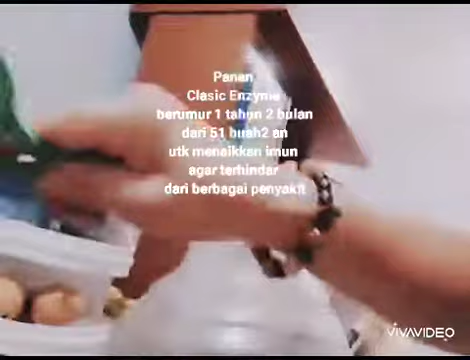 Panen
Clasic Enzyme
berumur 1 tahun 2 bulan
dari 51 buah2 an
utk menaikkan imun
agar terhindar
dari berbagai penyakit
VIVAVIDEO